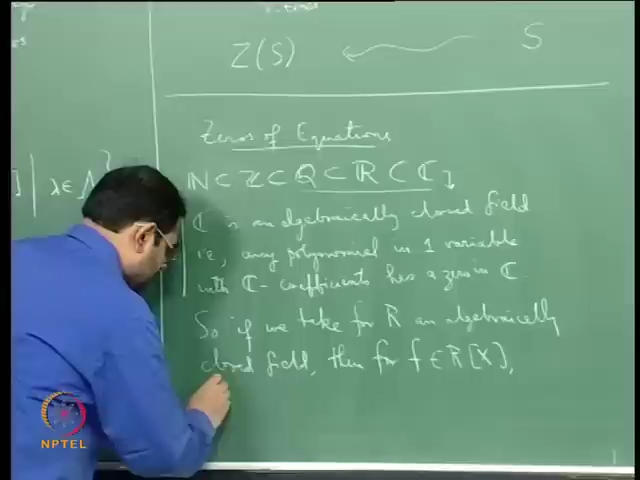 Z(S) S
Zeros of Equations
ℕ ⊂ ℤ ⊂ ℚ ⊂ ℝ ⊂ ℂ
λ ∈ Λ
ℂ is an algebraically closed field
i.e., any polynomial in 1 variable
with ℂ-coefficients has a zero in ℂ
So if we take for R an algebraically
closed field, then for f ∈ R[X],
NPTEL